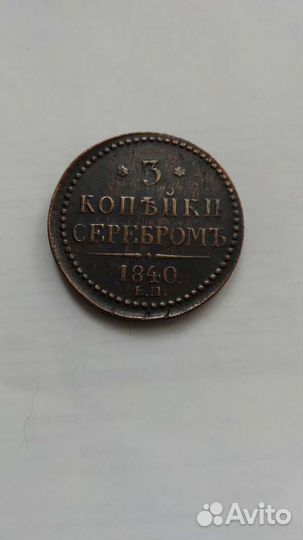 * 3 *
КОПѢЙКИ
СЕРЕБРОМЪ
1840.
Е.М.
Avito